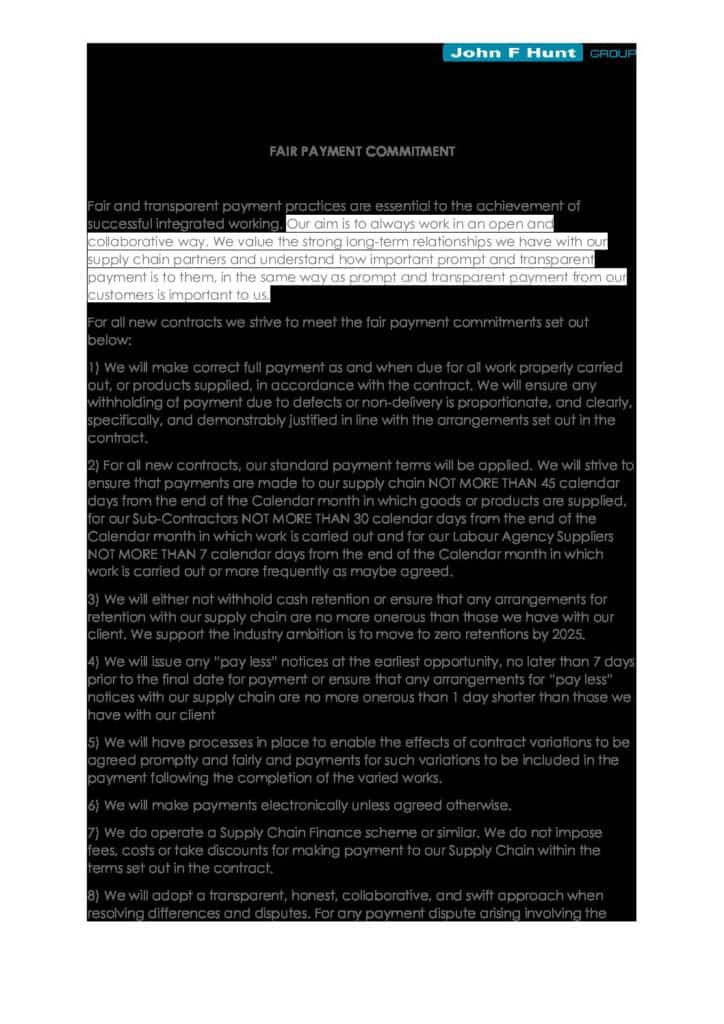 John F Hunt GROUP
FAIR PAYMENT COMMITMENT
Fair and transparent payment practices are essential to the achievement of
successful integrated working. Our aim is to always work in an open and
collaborative way. We value the strong long-term relationships we have with our
supply chain partners and understand how important prompt and transparent
payment is to them, in the same way as prompt and transparent payment from our
customers is important to us.
For all new contracts we strive to meet the fair payment commitments set out
below:
1) We will make correct full payment as and when due for all work properly carried
out, or products supplied, in accordance with the contract. We will ensure any
withholding of payment due to defects or non-delivery is proportionate, and clearly,
specifically, and demonstrably justified in line with the arrangements set out in the
contract.
2) For all new contracts, our standard payment terms will be applied. We will strive to
ensure that payments are made to our supply chain NOT MORE THAN 45 calendar
days from the end of the Calendar month in which goods or products are supplied,
for our Sub-Contractors NOT MORE THAN 30 calendar days from the end of the
Calendar month in which work is carried out and for our Labour Agency Suppliers
NOT MORE THAN 7 calendar days from the end of the Calendar month in which
work is carried out or more frequently as maybe agreed.
3) We will either not withhold cash retention or ensure that any arrangements for
retention with our supply chain are no more onerous than those we have with our
client. We support the industry ambition is to move to zero retentions by 2025.
4) We will issue any "pay less" notices at the earliest opportunity, no later than 7 days
prior to the final date for payment or ensure that any arrangements for "pay less"
notices with our supply chain are no more onerous than 1 day shorter than those we
have with our client
5) We will have processes in place to enable the effects of contract variations to be
agreed promptly and fairly and payments for such variations to be included in the
payment following the completion of the varied works.
6) We will make payments electronically unless agreed otherwise.
7) We do operate a Supply Chain Finance scheme or similar. We do not impose
fees, costs or take discounts for making payment to our Supply Chain within the
terms set out in the contract.
8) We will adopt a transparent, honest, collaborative, and swift approach when
resolving differences and disputes. For any payment dispute arising involving the